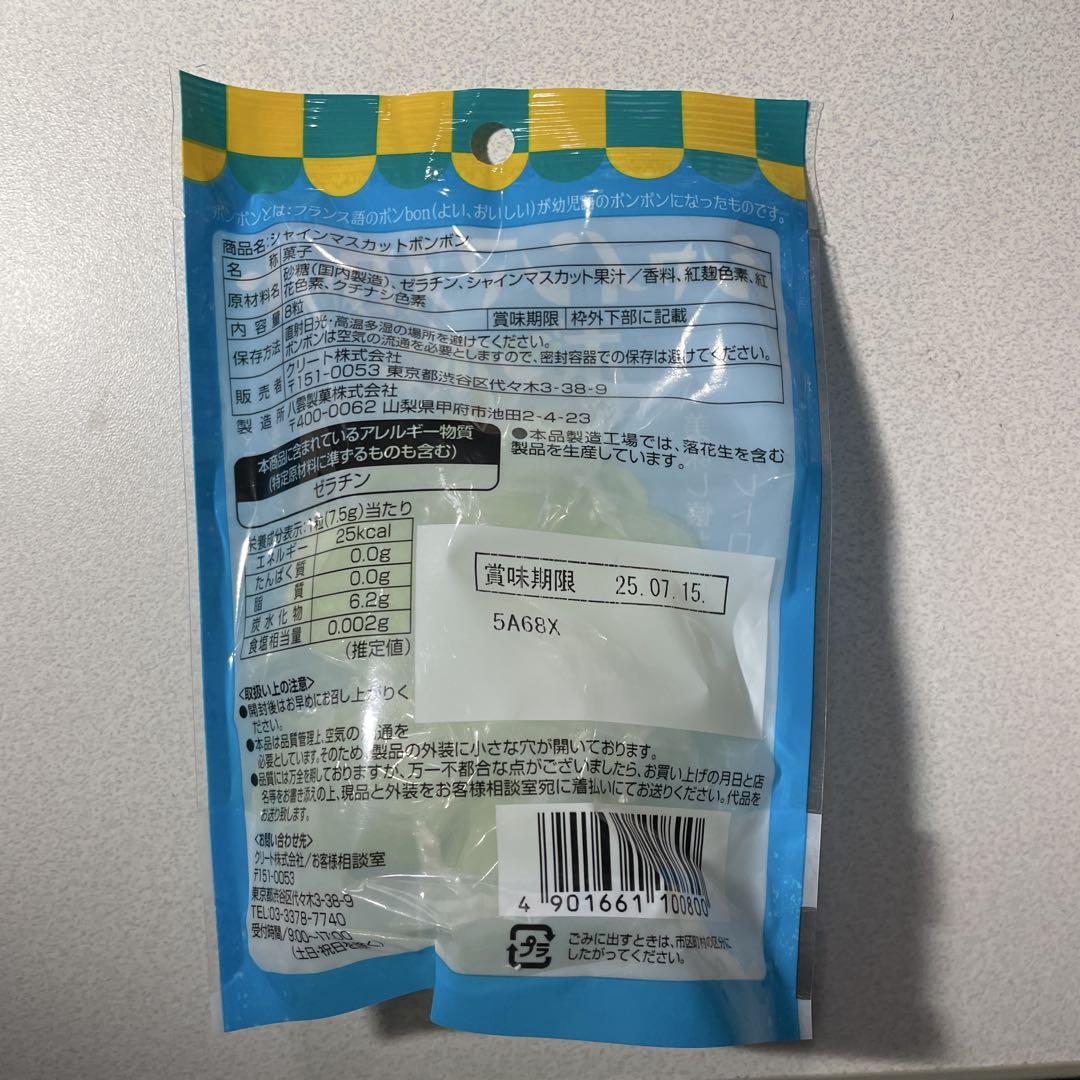 ボンボンとは:フランス語のボンbon(よい、おいしい)が幼児語のボンボンになったものです。
商品名:シャインマスカットボンボン
名称 菓子
原材料名 砂糖(国内製造)、ゼラチン、シャインマスカット果汁/香料、紅麹色素、紅
花色素、クチナシ色素
内容量 8粒 賞味期限 枠外下部に記載
保存方法 直射日光・高温多湿の場所を避けてください。
ボンボンは空気の流通を必要としますので、密封容器での保存は避けてください。
販売者 クリート株式会社
〒151-0053 東京都渋谷区代々木3-38-9
製造所 八雲製菓株式会社
〒400-0062 山梨県甲府市池田2-4-23
本商品に含まれているアレルギー物質
(特定原材料に準ずるものも含む)
ゼラチン
●本品製造工場では、落花生を含む
製品を生産しています。
栄養成分表示:1粒(7.5g)当たり
エネルギー 25kcal
たんぱく質 0.0g
脂質 0.0g
炭水化物 6.2g
食塩相当量 0.002g
(推定値)
賞味期限 25.07.15.
5A68X
<取扱い上の注意>
●開封後はお早めにお召し上がりく
ださい。
●本品は品質管理上、空気の流通を
必要としています。そのため、製品の外装に小さな穴が開いております。
●品質には万全を期しておりますが、万一不都合な点がございましたら、お買い上げの月日と店
名等をお書き添えの上、現品と外装をお客様相談室宛に着払いにてお送りください。代品を
お送り致します。
<お問い合わせ先>
クリート株式会社/お客様相談室
〒151-0053
東京都渋谷区代々木3-38-9
TEL:03-3378-7740
受付時間/9:00〜17:00
(土日・祝日を除く)
4 901661 100800
プラ
ごみに出すときは、市区町村の区分に
したがってください。